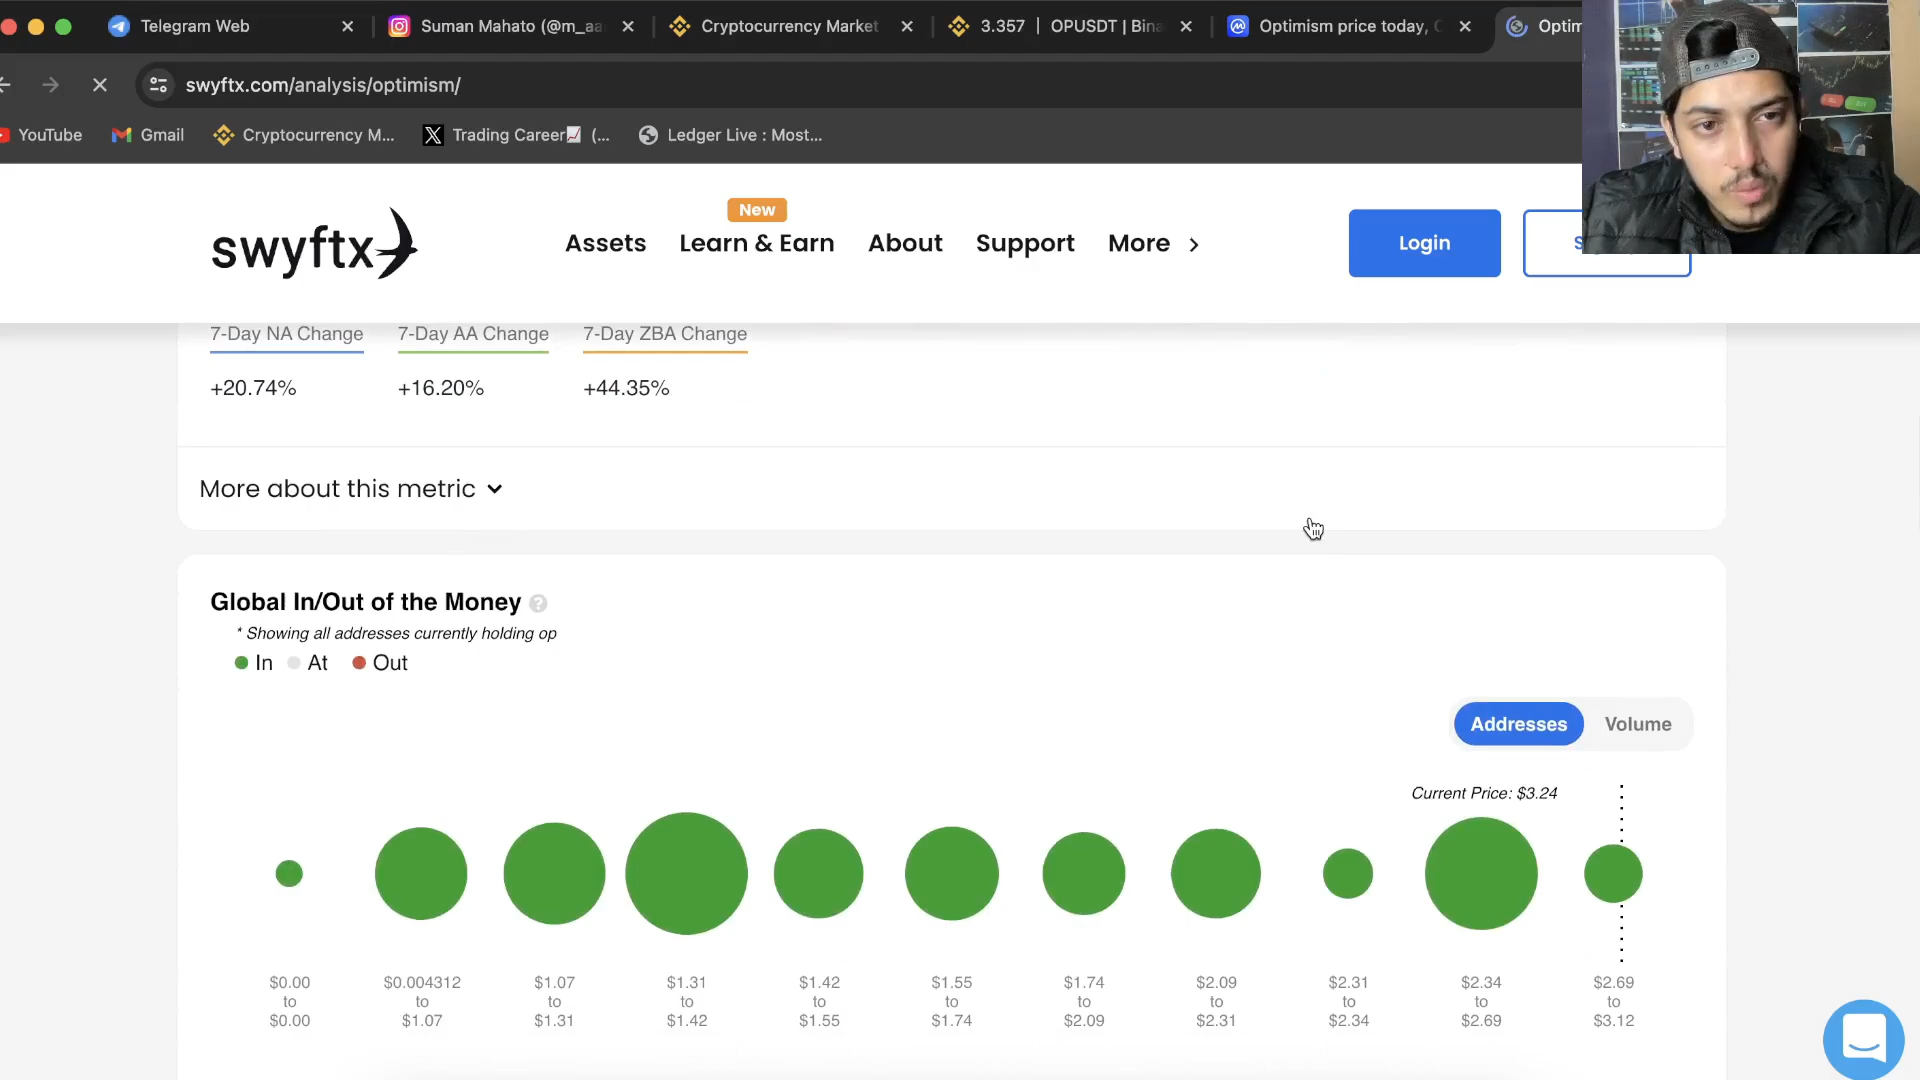 Telegram Web
Suman Mahato (@m_aa
Cryptocurrency Market
3.357 | OPUSDT | Bina
Optimism price today, C
Optim
swyftx.com/analysis/optimism/
YouTube
Gmail
Cryptocurrency M...
Trading Career📈 (...
Ledger Live : Most...
swyftx
Assets
New
Learn & Earn
About
Support
More
Login
S
7-Day NA Change
7-Day AA Change
7-Day ZBA Change
+20.74%
+16.20%
+44.35%
More about this metric
Global In/Out of the Money ?
* Showing all addresses currently holding op
In At Out
Addresses
Volume
Current Price: $3.24
$0.00
to
$0.00
$0.004312
to
$1.07
$1.07
to
$1.31
$1.31
to
$1.42
$1.42
to
$1.55
$1.55
to
$1.74
$1.74
to
$2.09
$2.09
to
$2.31
$2.31
to
$2.34
$2.34
to
$2.69
$2.69
to
$3.12